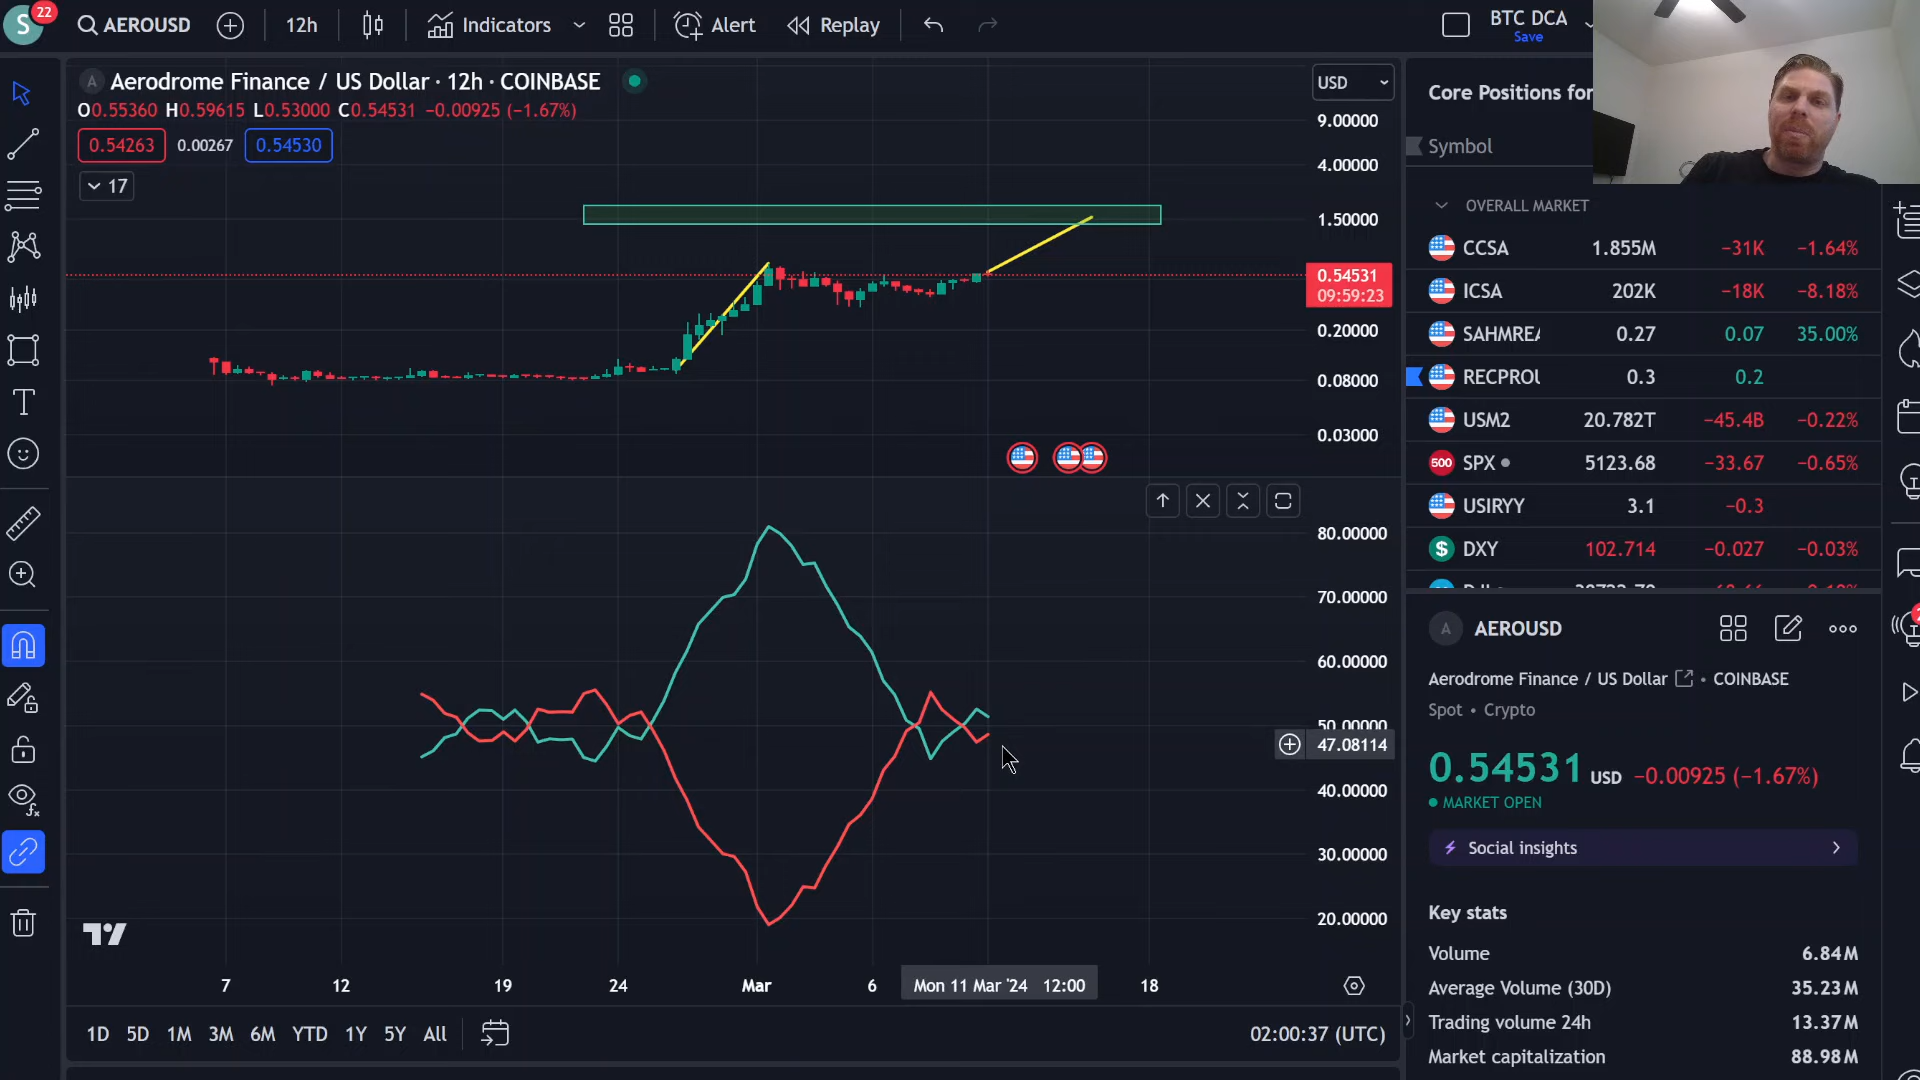 S
22
AEROUSD
12h
Indicators
Alert
Replay
BTC DCA
Save
A Aerodrome Finance / US Dollar · 12h · COINBASE
O0.55360 H0.59615 L0.53000 C0.54531 −0.00925 (−1.67%)
0.54263 0.00267 0.54530
17
USD
9.00000
4.00000
1.50000
0.54531
09:59:23
0.20000
0.08000
0.03000
80.00000
70.00000
60.00000
50.00000
47.08114
40.00000
30.00000
20.00000
7 12 19 24 Mar 6 Mon 11 Mar '24 12:00 18
1D 5D 1M 3M 6M YTD 1Y 5Y All
02:00:37 (UTC)
Core Positions for
Symbol
OVERALL MARKET
CCSA 1.855M −31K −1.64%
ICSA 202K −18K −8.18%
SAHMREA 0.27 0.07 35.00%
RECPROU 0.3 0.2
USM2 20.782T −45.4B −0.22%
500 SPX 5123.68 −33.67 −0.65%
USIRYY 3.1 −0.3
$ DXY 102.714 −0.027 −0.03%
A AEROUSD
Aerodrome Finance / US Dollar • COINBASE
Spot • Crypto
0.54531 USD −0.00925 (−1.67%)
MARKET OPEN
Social insights
Key stats
Volume 6.84M
Average Volume (30D) 35.23M
Trading volume 24h 13.37M
Market capitalization 88.98M